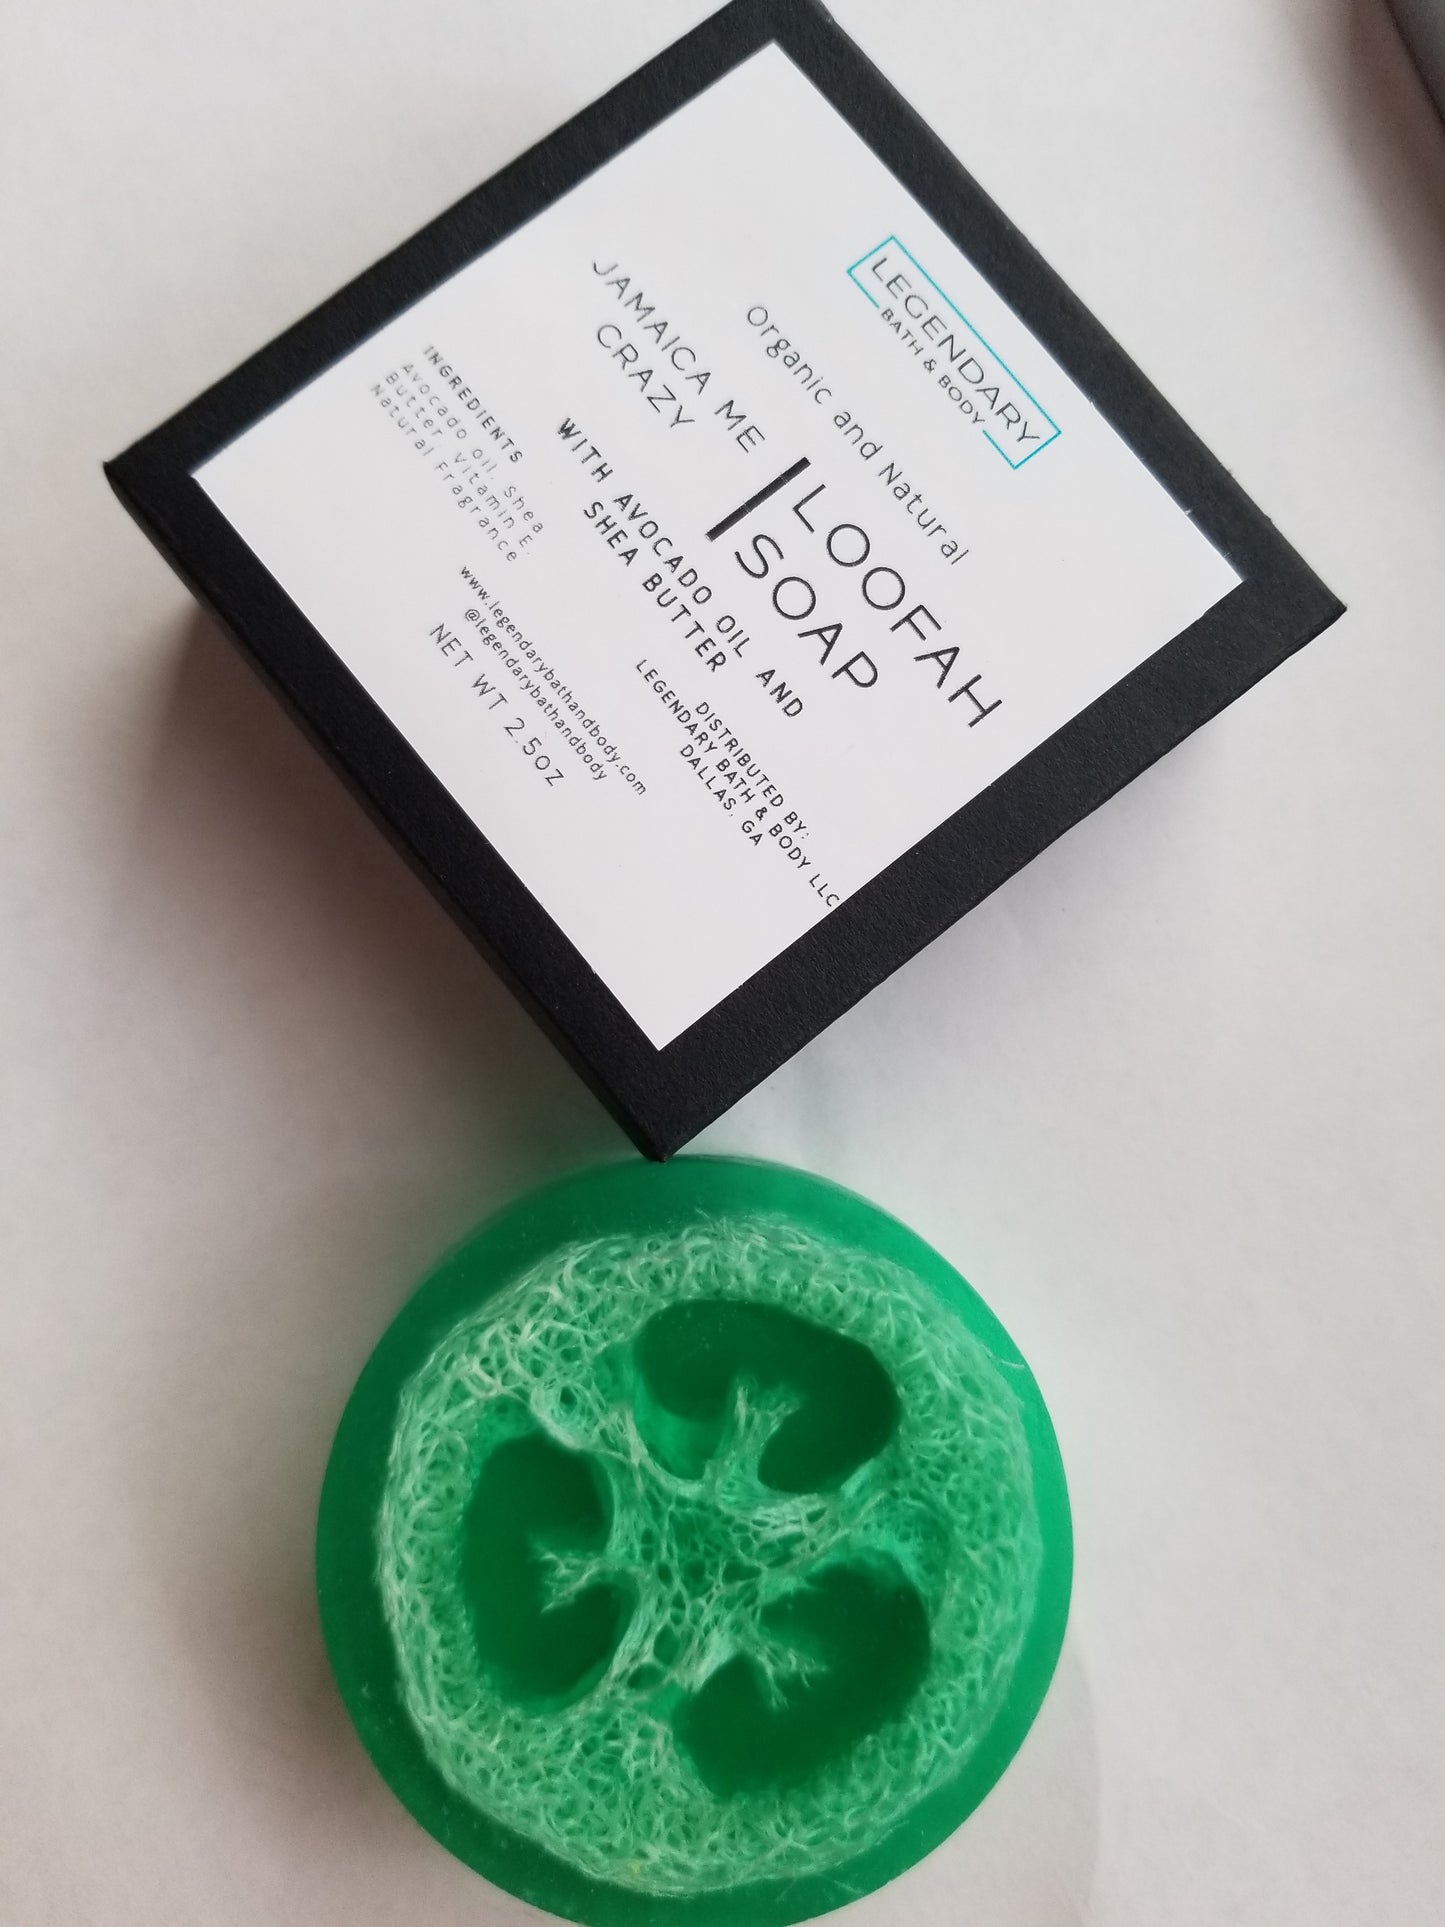 LEGENDARY
BATH & BODY
Organic and Natural
LOOFAH
SOAP
JAMAICA ME
CRAZY
WITH AVOCADO OIL AND
SHEA BUTTER
INGREDIENTS
Avocado oil, Shea
Butter, Vitamin E,
Natural Fragrance
DISTRIBUTED BY:
LEGENDARY BATH & BODY LLC
DALLAS, GA
www.legendarybathandbody.com
@legendarybathandbody
NET WT 2.5OZ